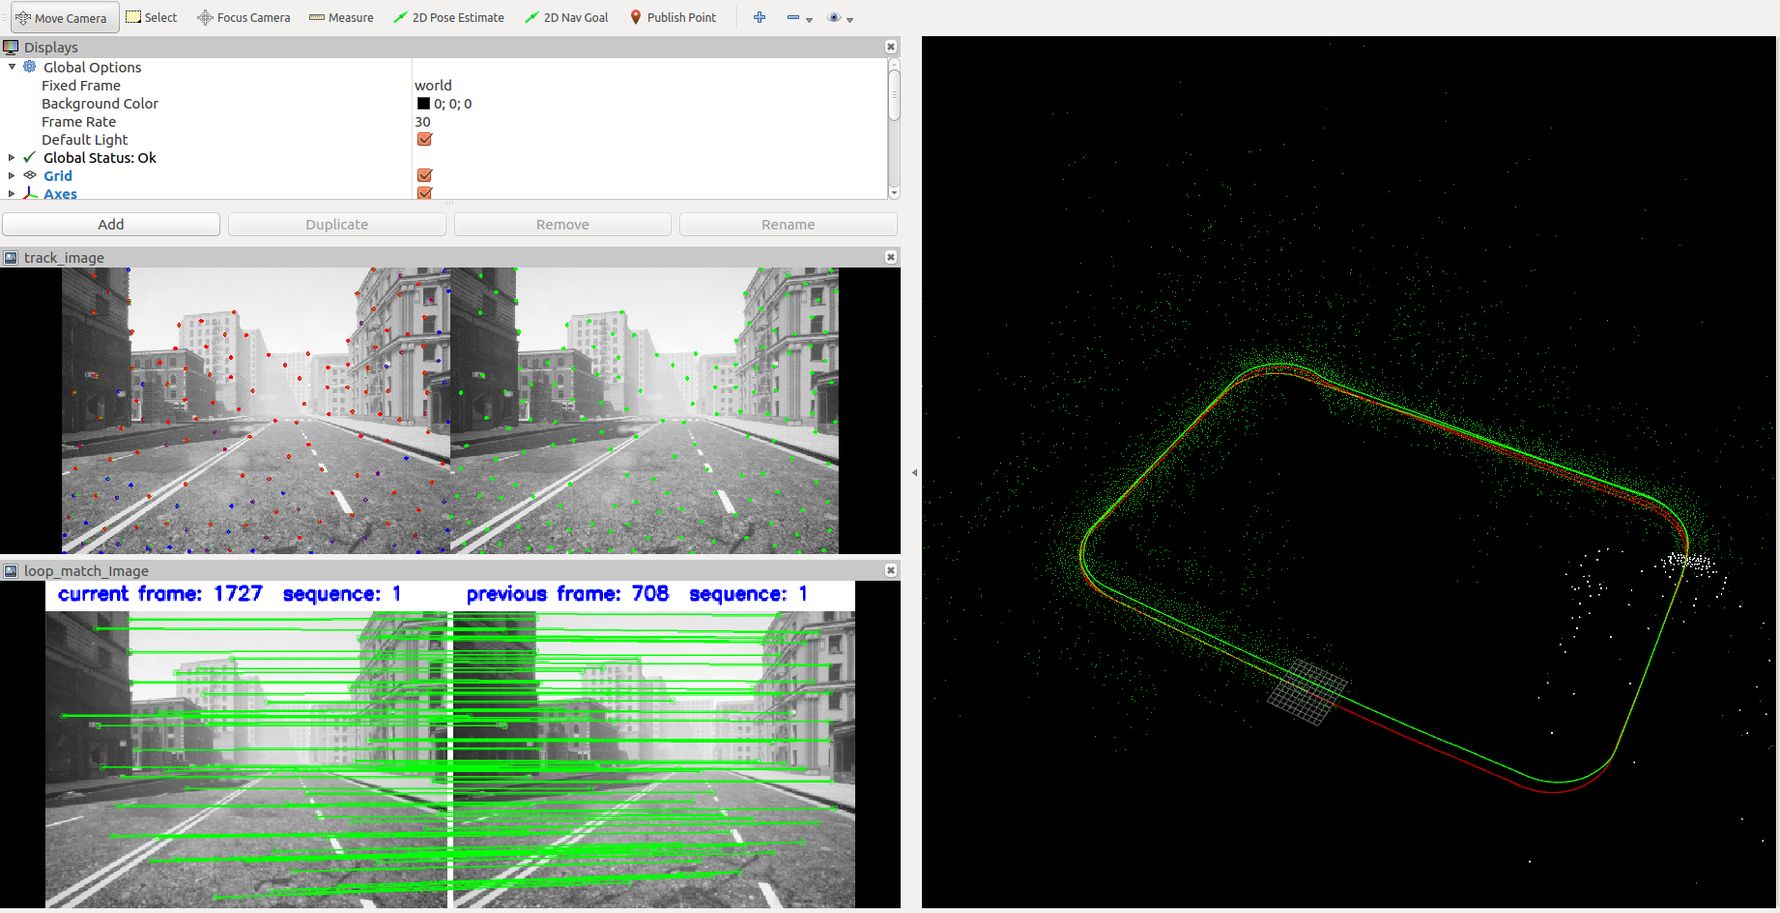 Move Camera Select Focus Camera Measure 2D Pose Estimate 2D Nav Goal Publish Point
Displays
Global Options
Fixed Frame world
Background Color 0; 0; 0
Frame Rate 30
Default Light
Global Status: Ok
Grid
Axes
Add Duplicate Remove Rename
track_image
loop_match_Image
current frame: 1727 sequence: 1 previous frame: 708 sequence: 1